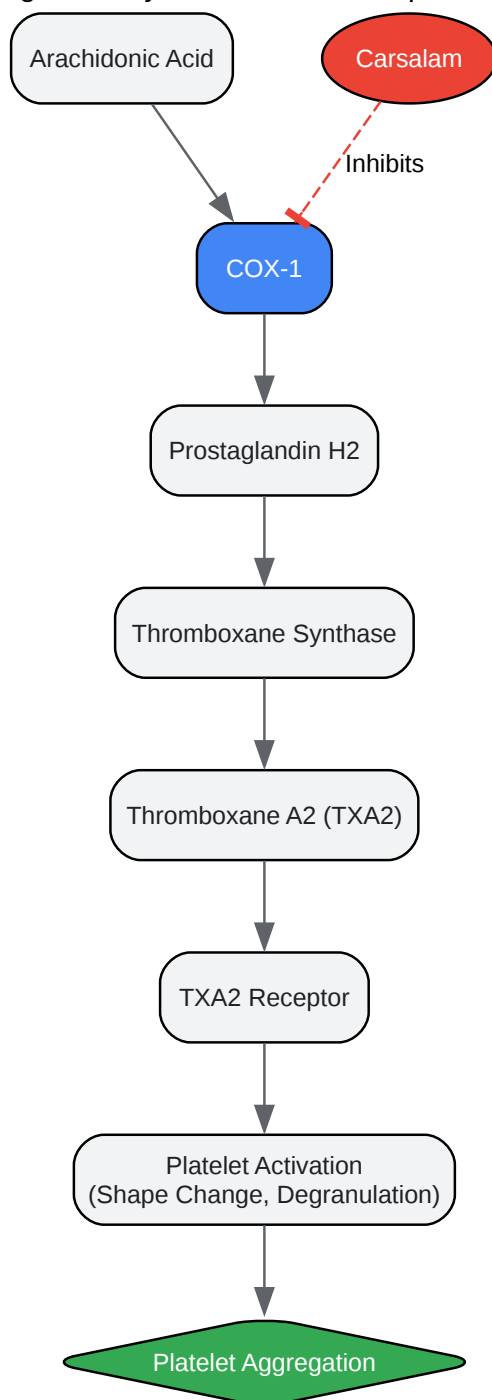 Arachidonic Acid
Carsalam
Inhibits
COX-1
Prostaglandin H2
Thromboxane Synthase
Thromboxane A2 (TXA2)
TXA2 Receptor
Platelet Activation
(Shape Change, Degranulation)
Platelet Aggregation